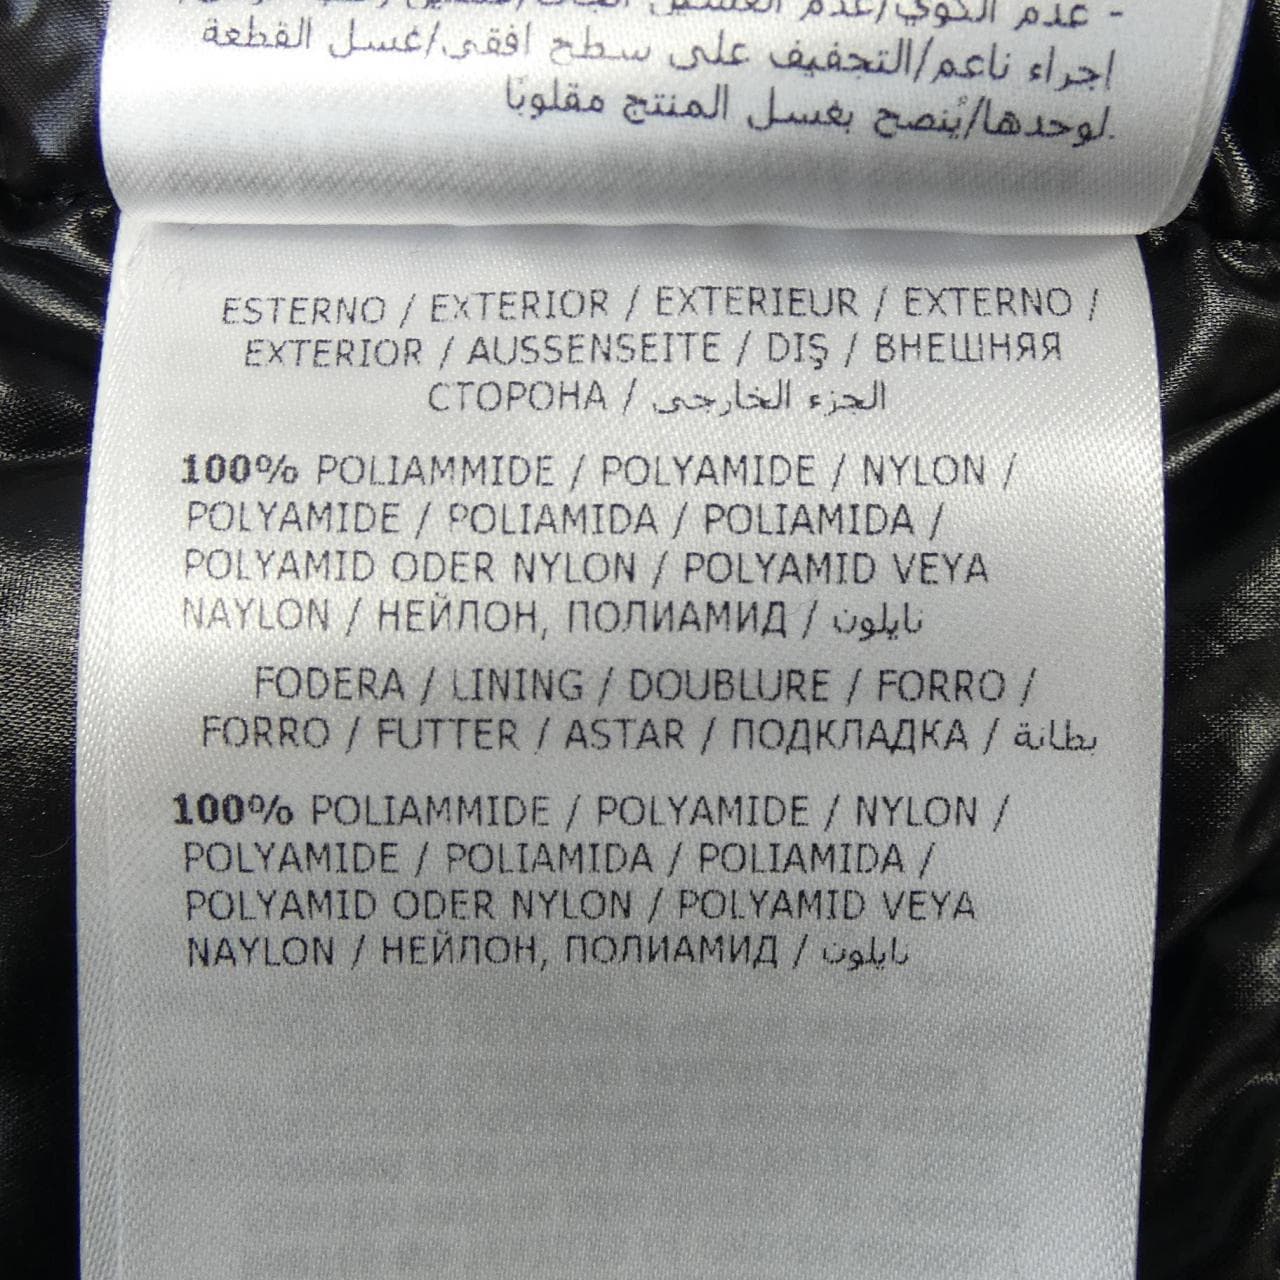 إجراء ناعم/التجفيف على سطح افقى/غسل القطعة
لوحدها/يُنصح بغسل المنتج مقلوبًا.
ESTERNO / EXTERIOR / EXTERIEUR / EXTERNO /
EXTERIOR / AUSSENSEITE / DIŞ / ВНЕШНЯЯ
СТОРОНА / الجزء الخارجى
100% POLIAMMIDE / POLYAMIDE / NYLON /
POLYAMIDE / POLIAMIDA / POLIAMIDA /
POLYAMID ODER NYLON / POLYAMID VEYA
NAYLON / НЕЙЛОН, ПОЛИАМИД / نايلون
FODERA / LINING / DOUBLURE / FORRO /
FORRO / FUTTER / ASTAR / ПОДКЛАДКА / بطانة
100% POLIAMMIDE / POLYAMIDE / NYLON /
POLYAMIDE / POLIAMIDA / POLIAMIDA /
POLYAMID ODER NYLON / POLYAMID VEYA
NAYLON / НЕЙЛОН, ПОЛИАМИД / نايلون